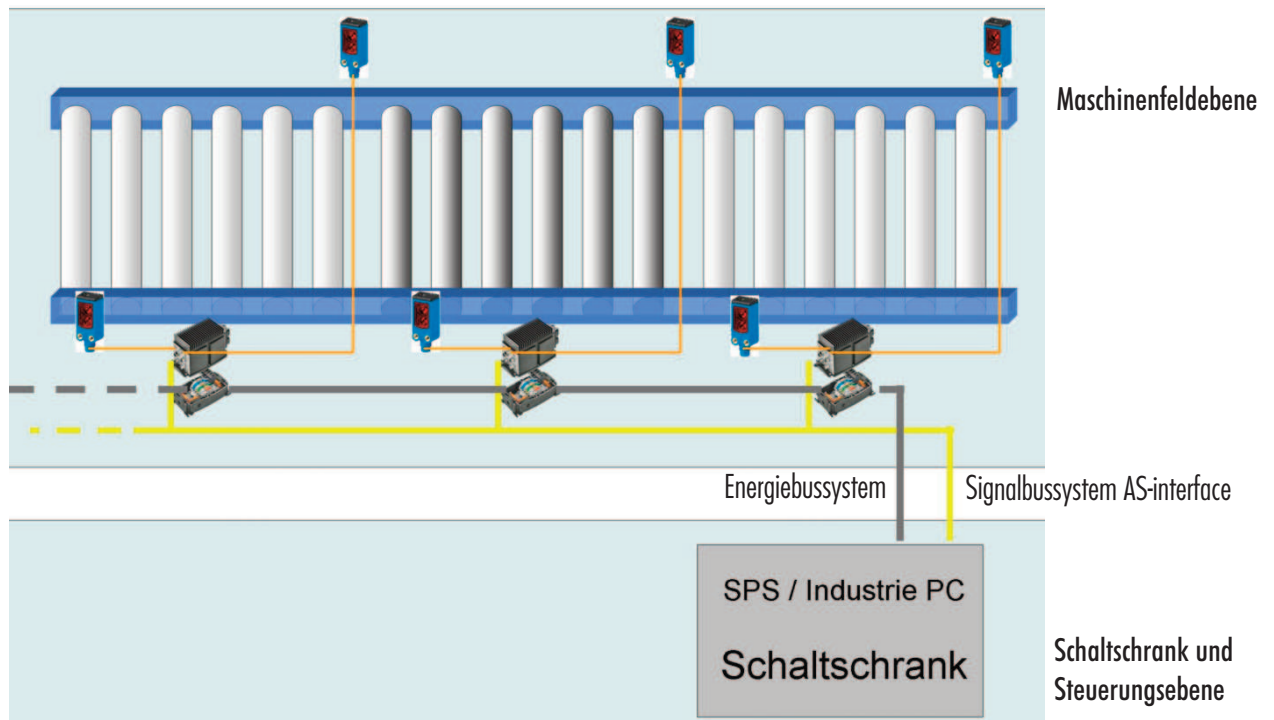 Maschinenfeldebene
Energiebussystem
Signalbussystem AS-interface
SPS / Industrie PC
Schaltschrank
Schaltschrank und
Steuerungsebene